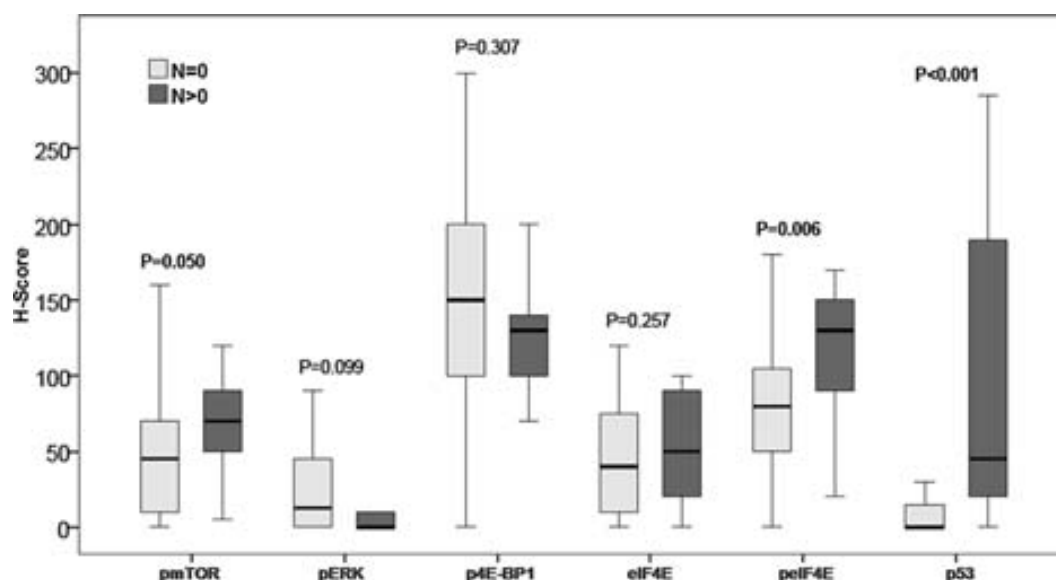 P=0.307
N=0
N>0
P<0.001
300
250
200
P=0.006
P=0.050
150
P=0.257
P=0.099
100
50
0
H-Score
pmTOR pERK p4E-BP1 eIF4E peIF4E p53